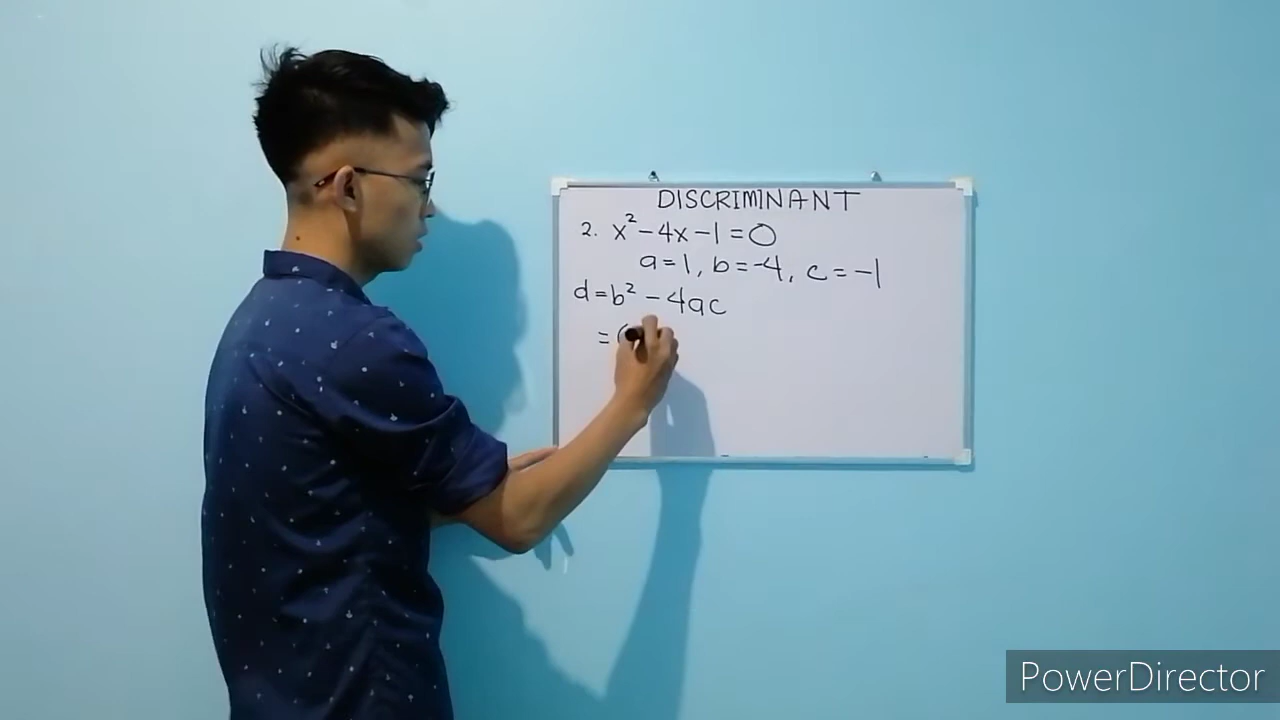 DISCRIMINANT
2. x² - 4x - 1 = 0
a = 1, b = -4, c = -1
d = b² - 4ac
= (
PowerDirector